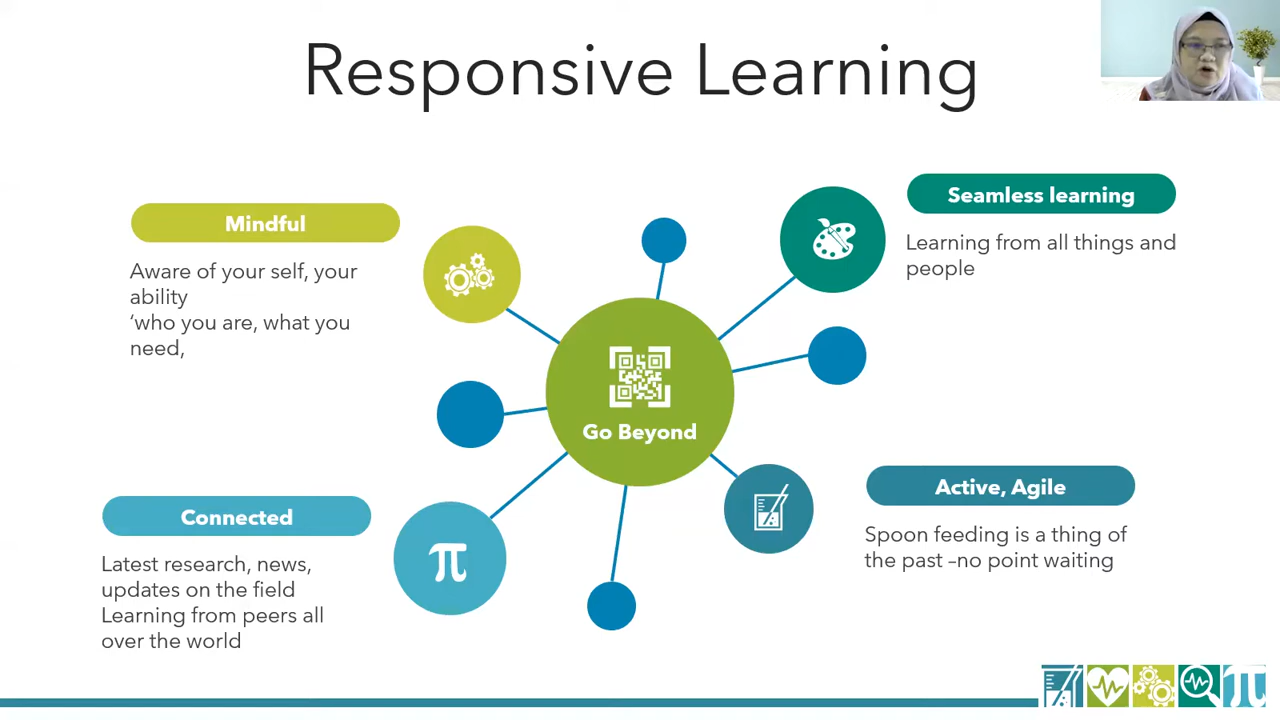 Responsive Learning
Mindful
Aware of your self, your
ability
‘who you are, what you
need,
Seamless learning
Learning from all things and
people
Go Beyond
Connected
Latest research, news,
updates on the field
Learning from peers all
over the world
π
Active, Agile
Spoon feeding is a thing of
the past –no point waiting
π